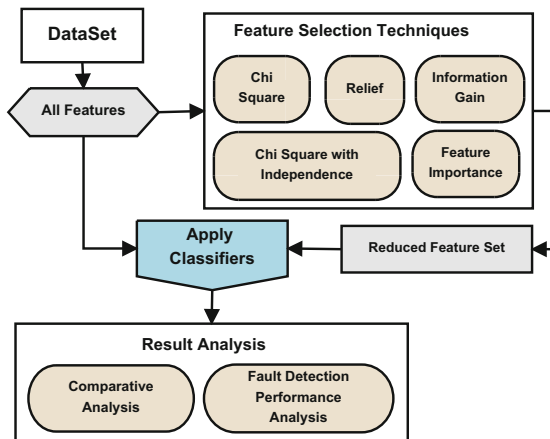 DataSet
All Features
Feature Selection Techniques
Chi
Square
Relief
Information
Gain
Chi Square with
Independence
Feature
Importance
Apply
Classifiers
Reduced Feature Set
Result Analysis
Comparative
Analysis
Fault Detection
Performance
Analysis